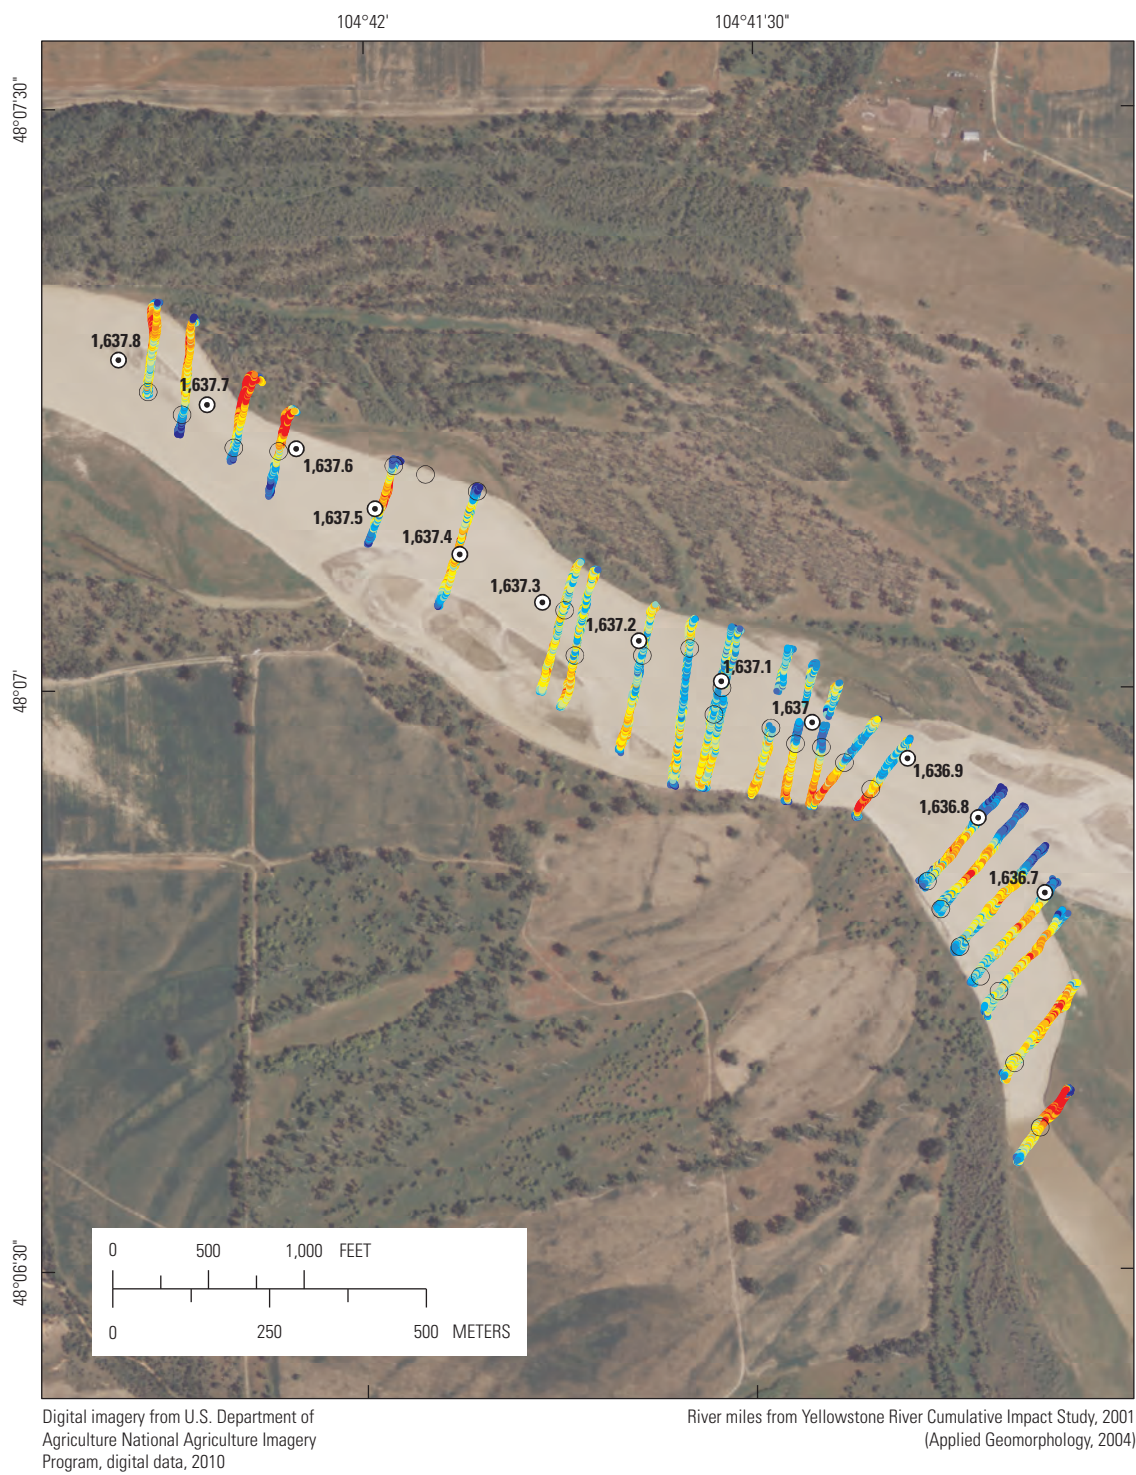 104°42' 104°41'30"
48°07'30"
1,637.8
1,637.7
1,637.6
1,637.5
1,637.4
1,637.3
1,637.2
1,637.1
1,637
48°07'
1,636.9
1,636.8
1,636.7
48°06'30"
0 500 1,000 FEET
0 250 500 METERS
Digital imagery from U.S. Department of
Agriculture National Agriculture Imagery
Program, digital data, 2010
River miles from Yellowstone River Cumulative Impact Study, 2001
(Applied Geomorphology, 2004)